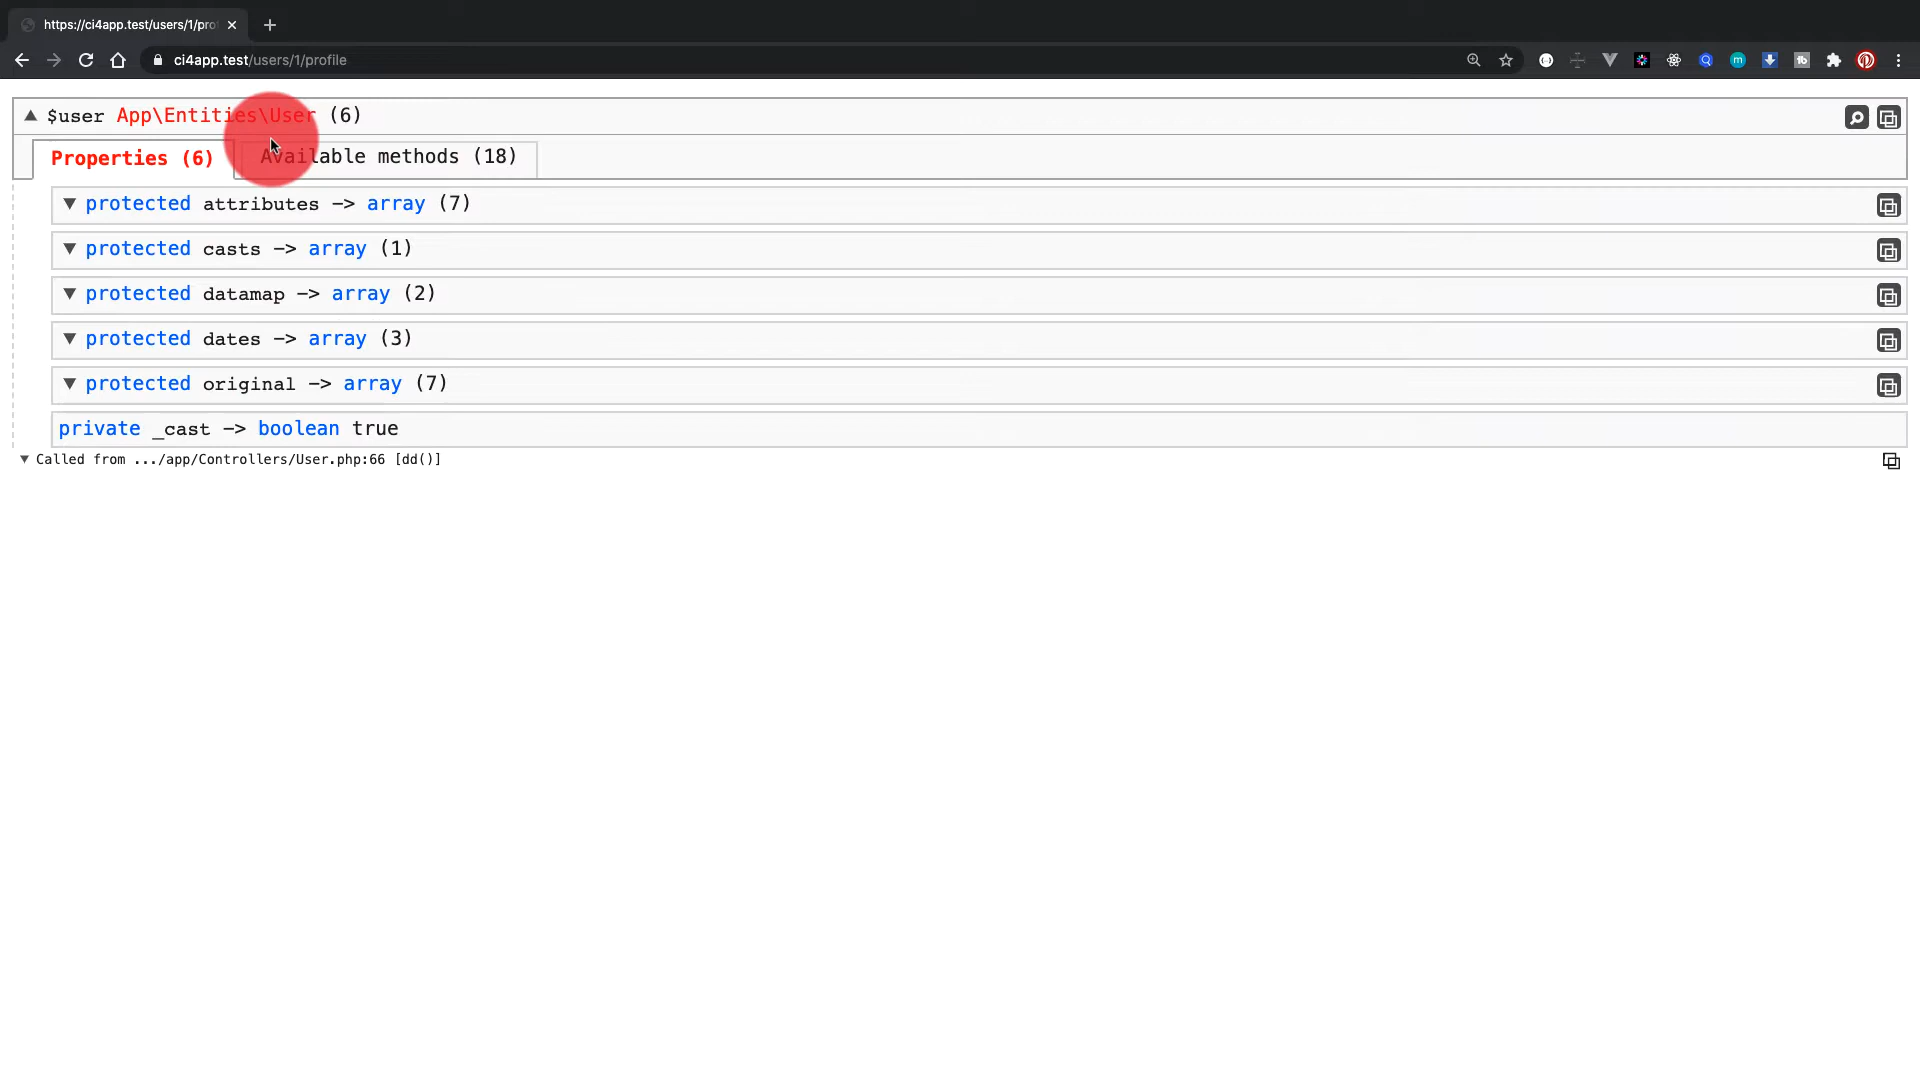 https://ci4app.test/users/1/pro
ci4app.test/users/1/profile
$user App\Entities\User (6)
Properties (6)
Available methods (18)
protected attributes -> array (7)
protected casts -> array (1)
protected datamap -> array (2)
protected dates -> array (3)
protected original -> array (7)
private _cast -> boolean true
Called from .../app/Controllers/User.php:66 [dd()]